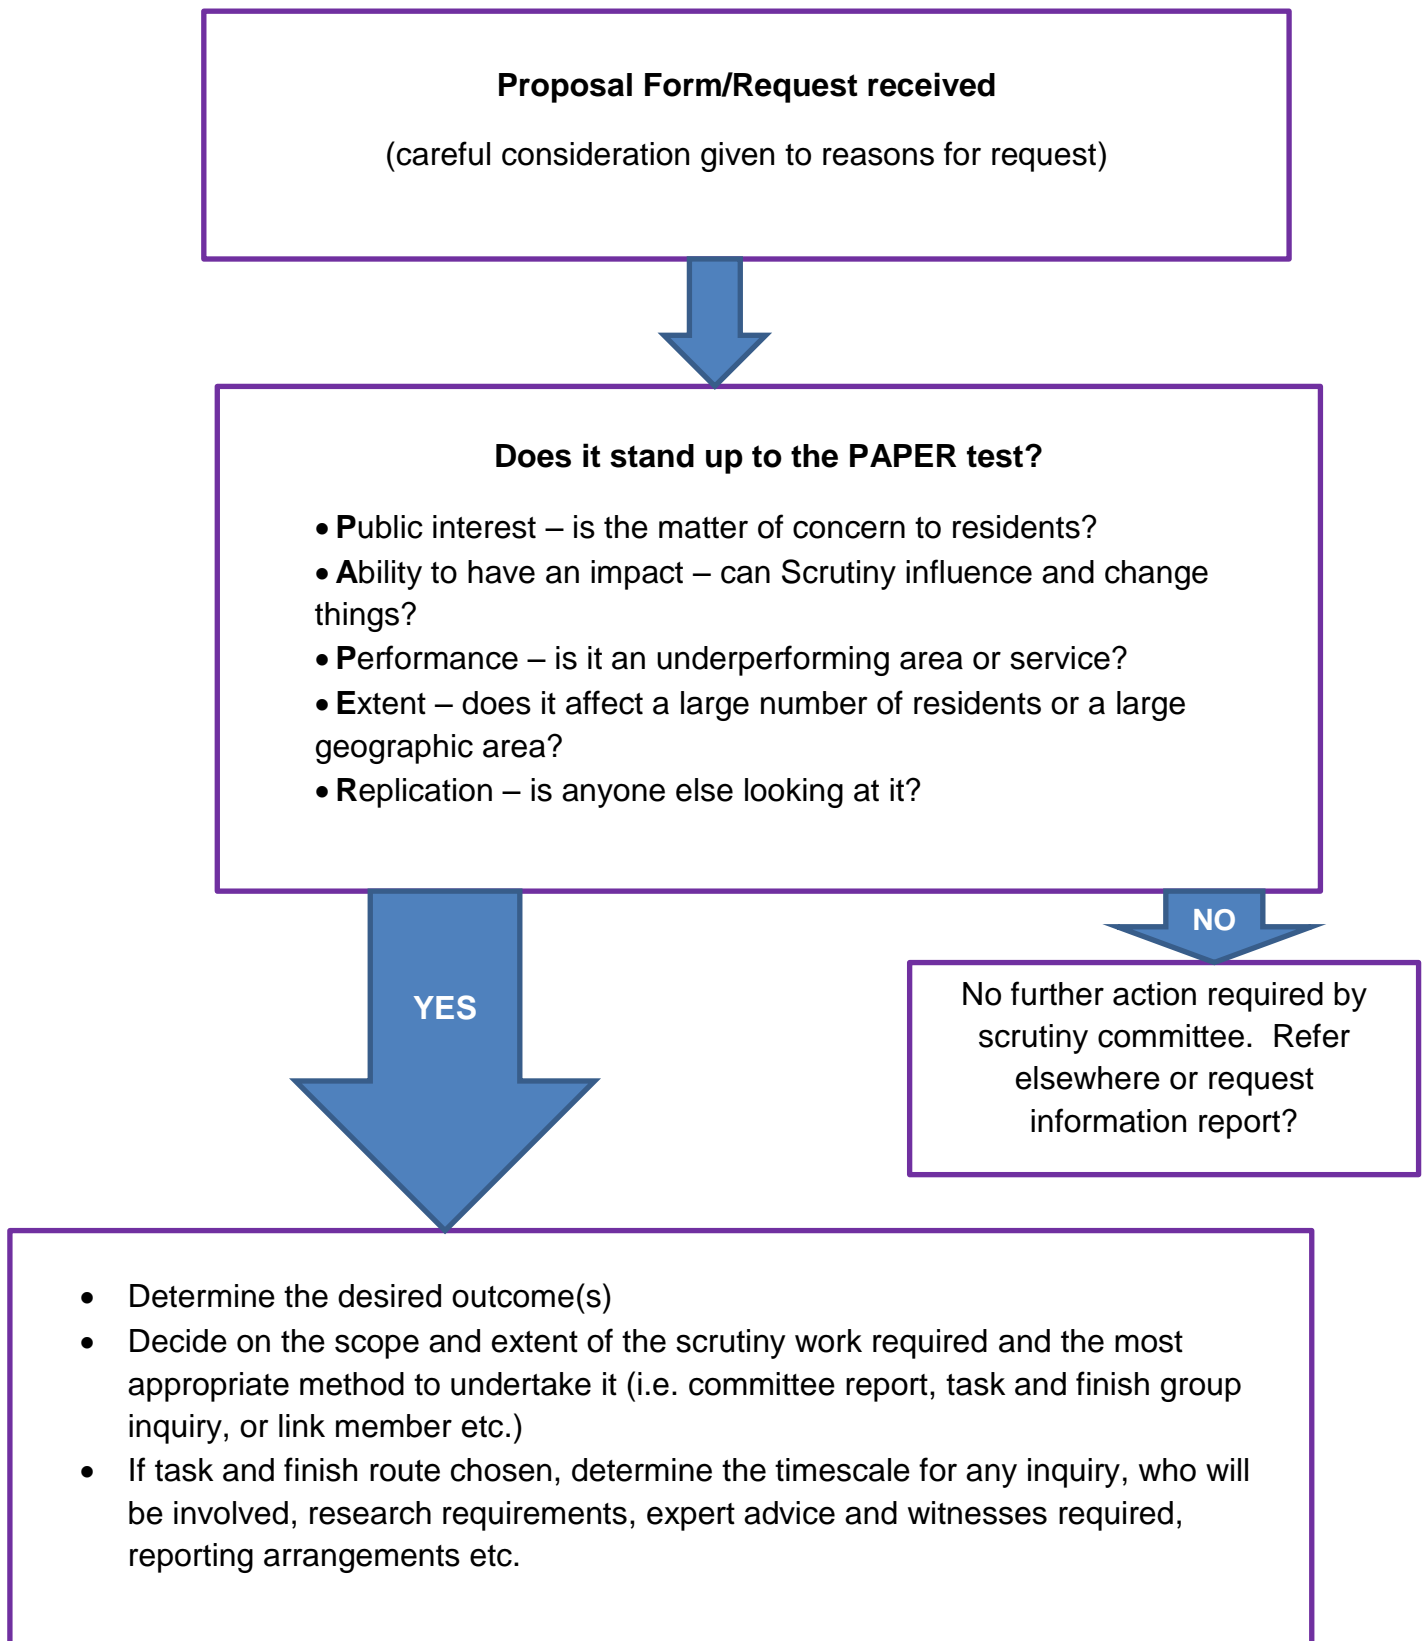 Proposal Form/Request received
(careful consideration given to reasons for request)
Does it stand up to the PAPER test?
• Public interest – is the matter of concern to residents?
• Ability to have an impact – can Scrutiny influence and change
things?
• Performance – is it an underperforming area or service?
• Extent – does it affect a large number of residents or a large
geographic area?
• Replication – is anyone else looking at it?
NO
YES
No further action required by
scrutiny committee.  Refer
elsewhere or request
information report?
• Determine the desired outcome(s)
• Decide on the scope and extent of the scrutiny work required and the most
appropriate method to undertake it (i.e. committee report, task and finish group
inquiry, or link member etc.)
• If task and finish route chosen, determine the timescale for any inquiry, who will
be involved, research requirements, expert advice and witnesses required,
reporting arrangements etc.